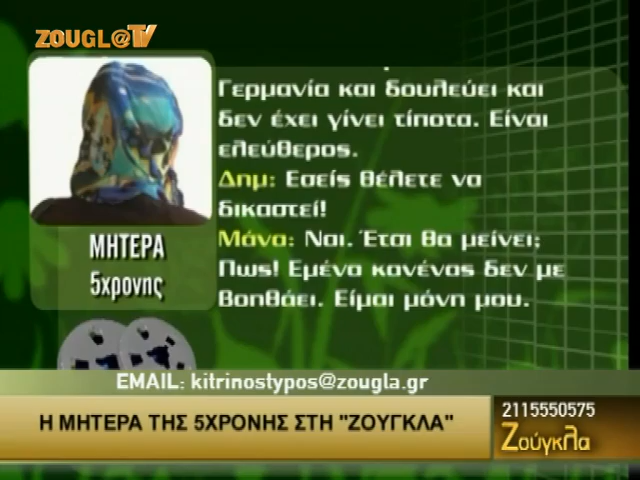 ZOUGL@TV
Γερμανία και δουλεύει και
δεν έχει γίνει τίποτα. Είναι
ελεύθερος.
Δημ: Εσείς θέλετε να
δικαστεί!
Μάνα: Ναι. Έτσι θα μείνει;
Πως! Εμένα κανένας δεν με
βοηθάει. Είμαι μόνη μου.
ΜΗΤΕΡΑ
5χρονης
EMAIL: kitrinostypos@zougla.gr
Η ΜΗΤΕΡΑ ΤΗΣ 5ΧΡΟΝΗΣ ΣΤΗ "ΖΟΥΓΚΛΑ"
2115550575
Ζούγκλα